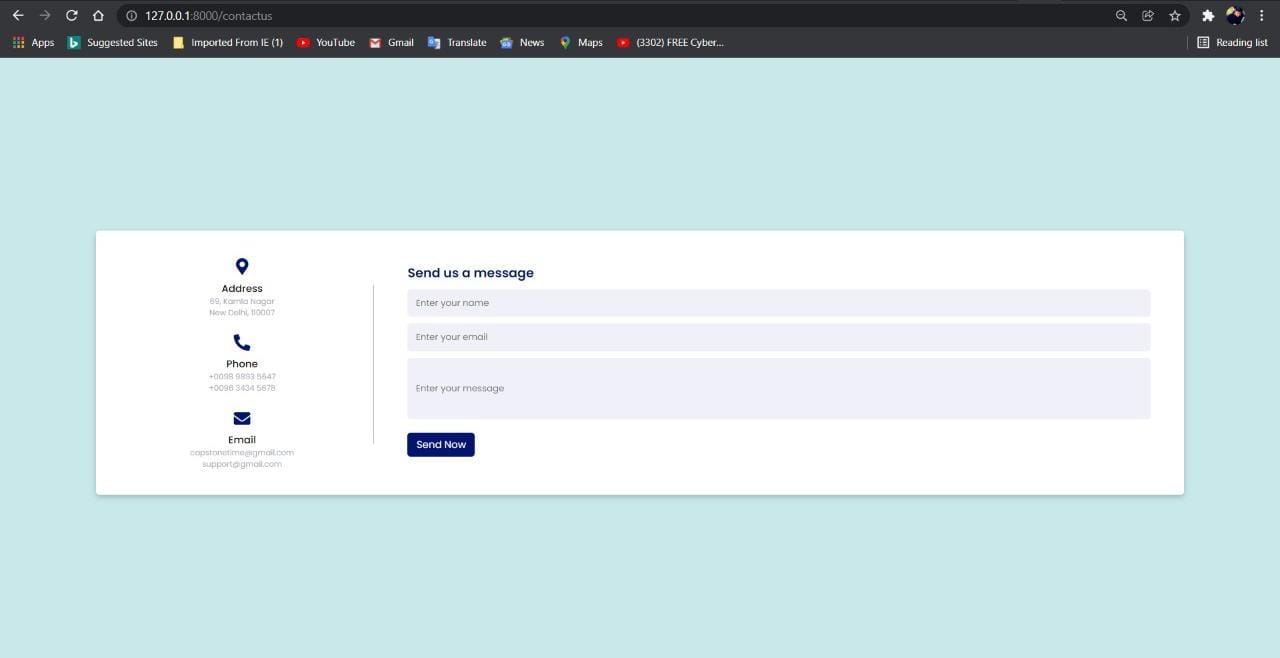 127.0.0.1:8000/contactus
Apps
Suggested Sites
Imported From IE (1)
YouTube
Gmail
Translate
News
Maps
(3302) FREE Cyber...
Reading list
Address
69, Kamla Nagar
New Delhi, 110007
Phone
+0098 9893 5647
+0096 3434 5678
Email
capstonetime@gmail.com
support@gmail.com
Send us a message
Enter your name
Enter your email
Enter your message
Send Now